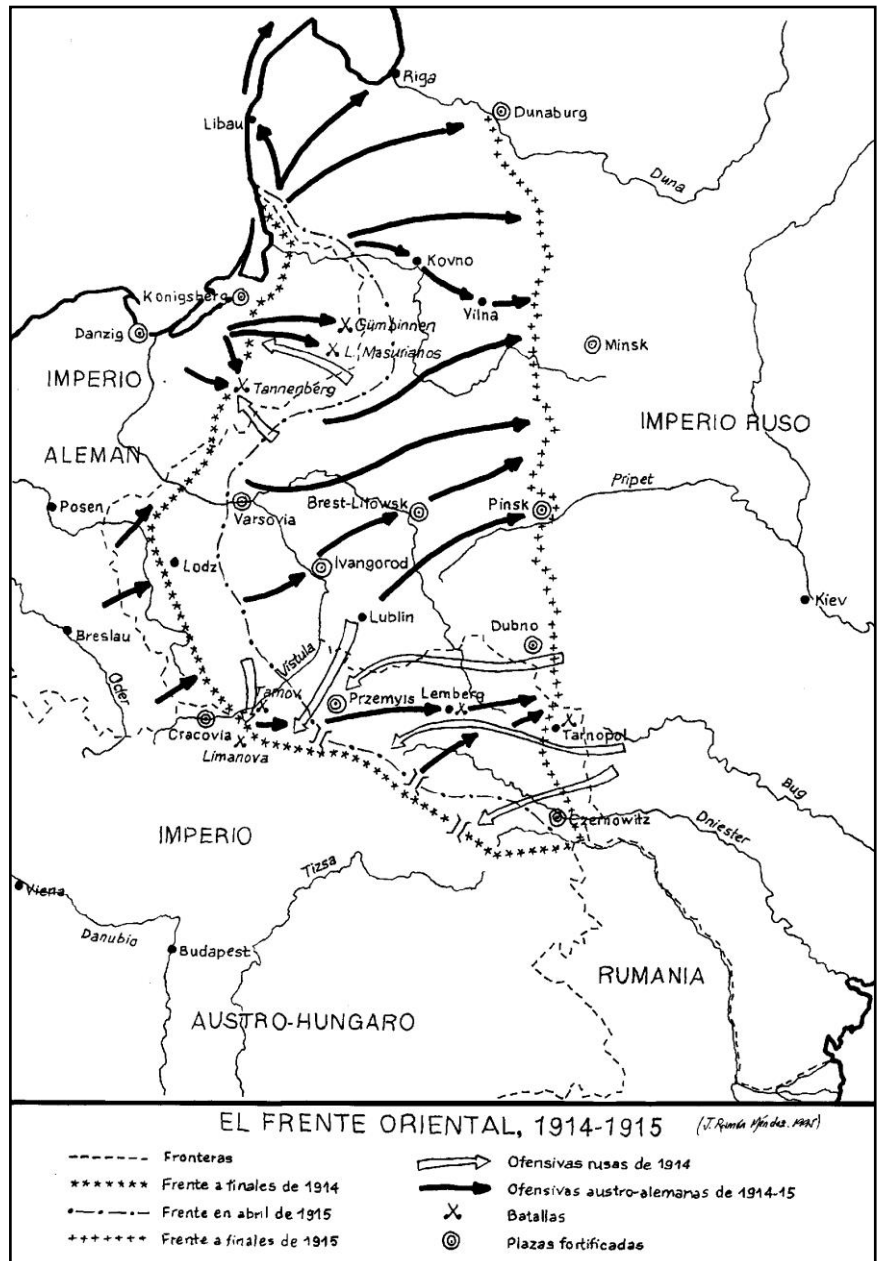 Riga
Libau
Dunaburg
Duna
Kovno
Konigsberg
Vilna
Danzig
Gumbinnen
L. Masurianos
Minsk
IMPERIO
Tannenberg
IMPERIO RUSO
ALEMAN
Pripet
Posen
Varsovia
Brest-Litowsk
Pinsk
Lodz
Ivangorod
Kiev
Lublin
Breslau
Dubno
Vistula
Oder
Przemyls
Lemberg
Tarnov
Cracovia
Tarnopol
Limanova
Bug
Dniester
Czernowitz
IMPERIO
Tizsa
Viena
Danubio
Budapest
RUMANIA
AUSTRO-HUNGARO
EL FRENTE ORIENTAL, 1914-1915
Fronteras
Frente a finales de 1914
Frente en abril de 1915
Frente a finales de 1915
Ofensivas rusas de 1914
Ofensivas austro-alemanas de 1914-15
Batallas
Plazas fortificadas